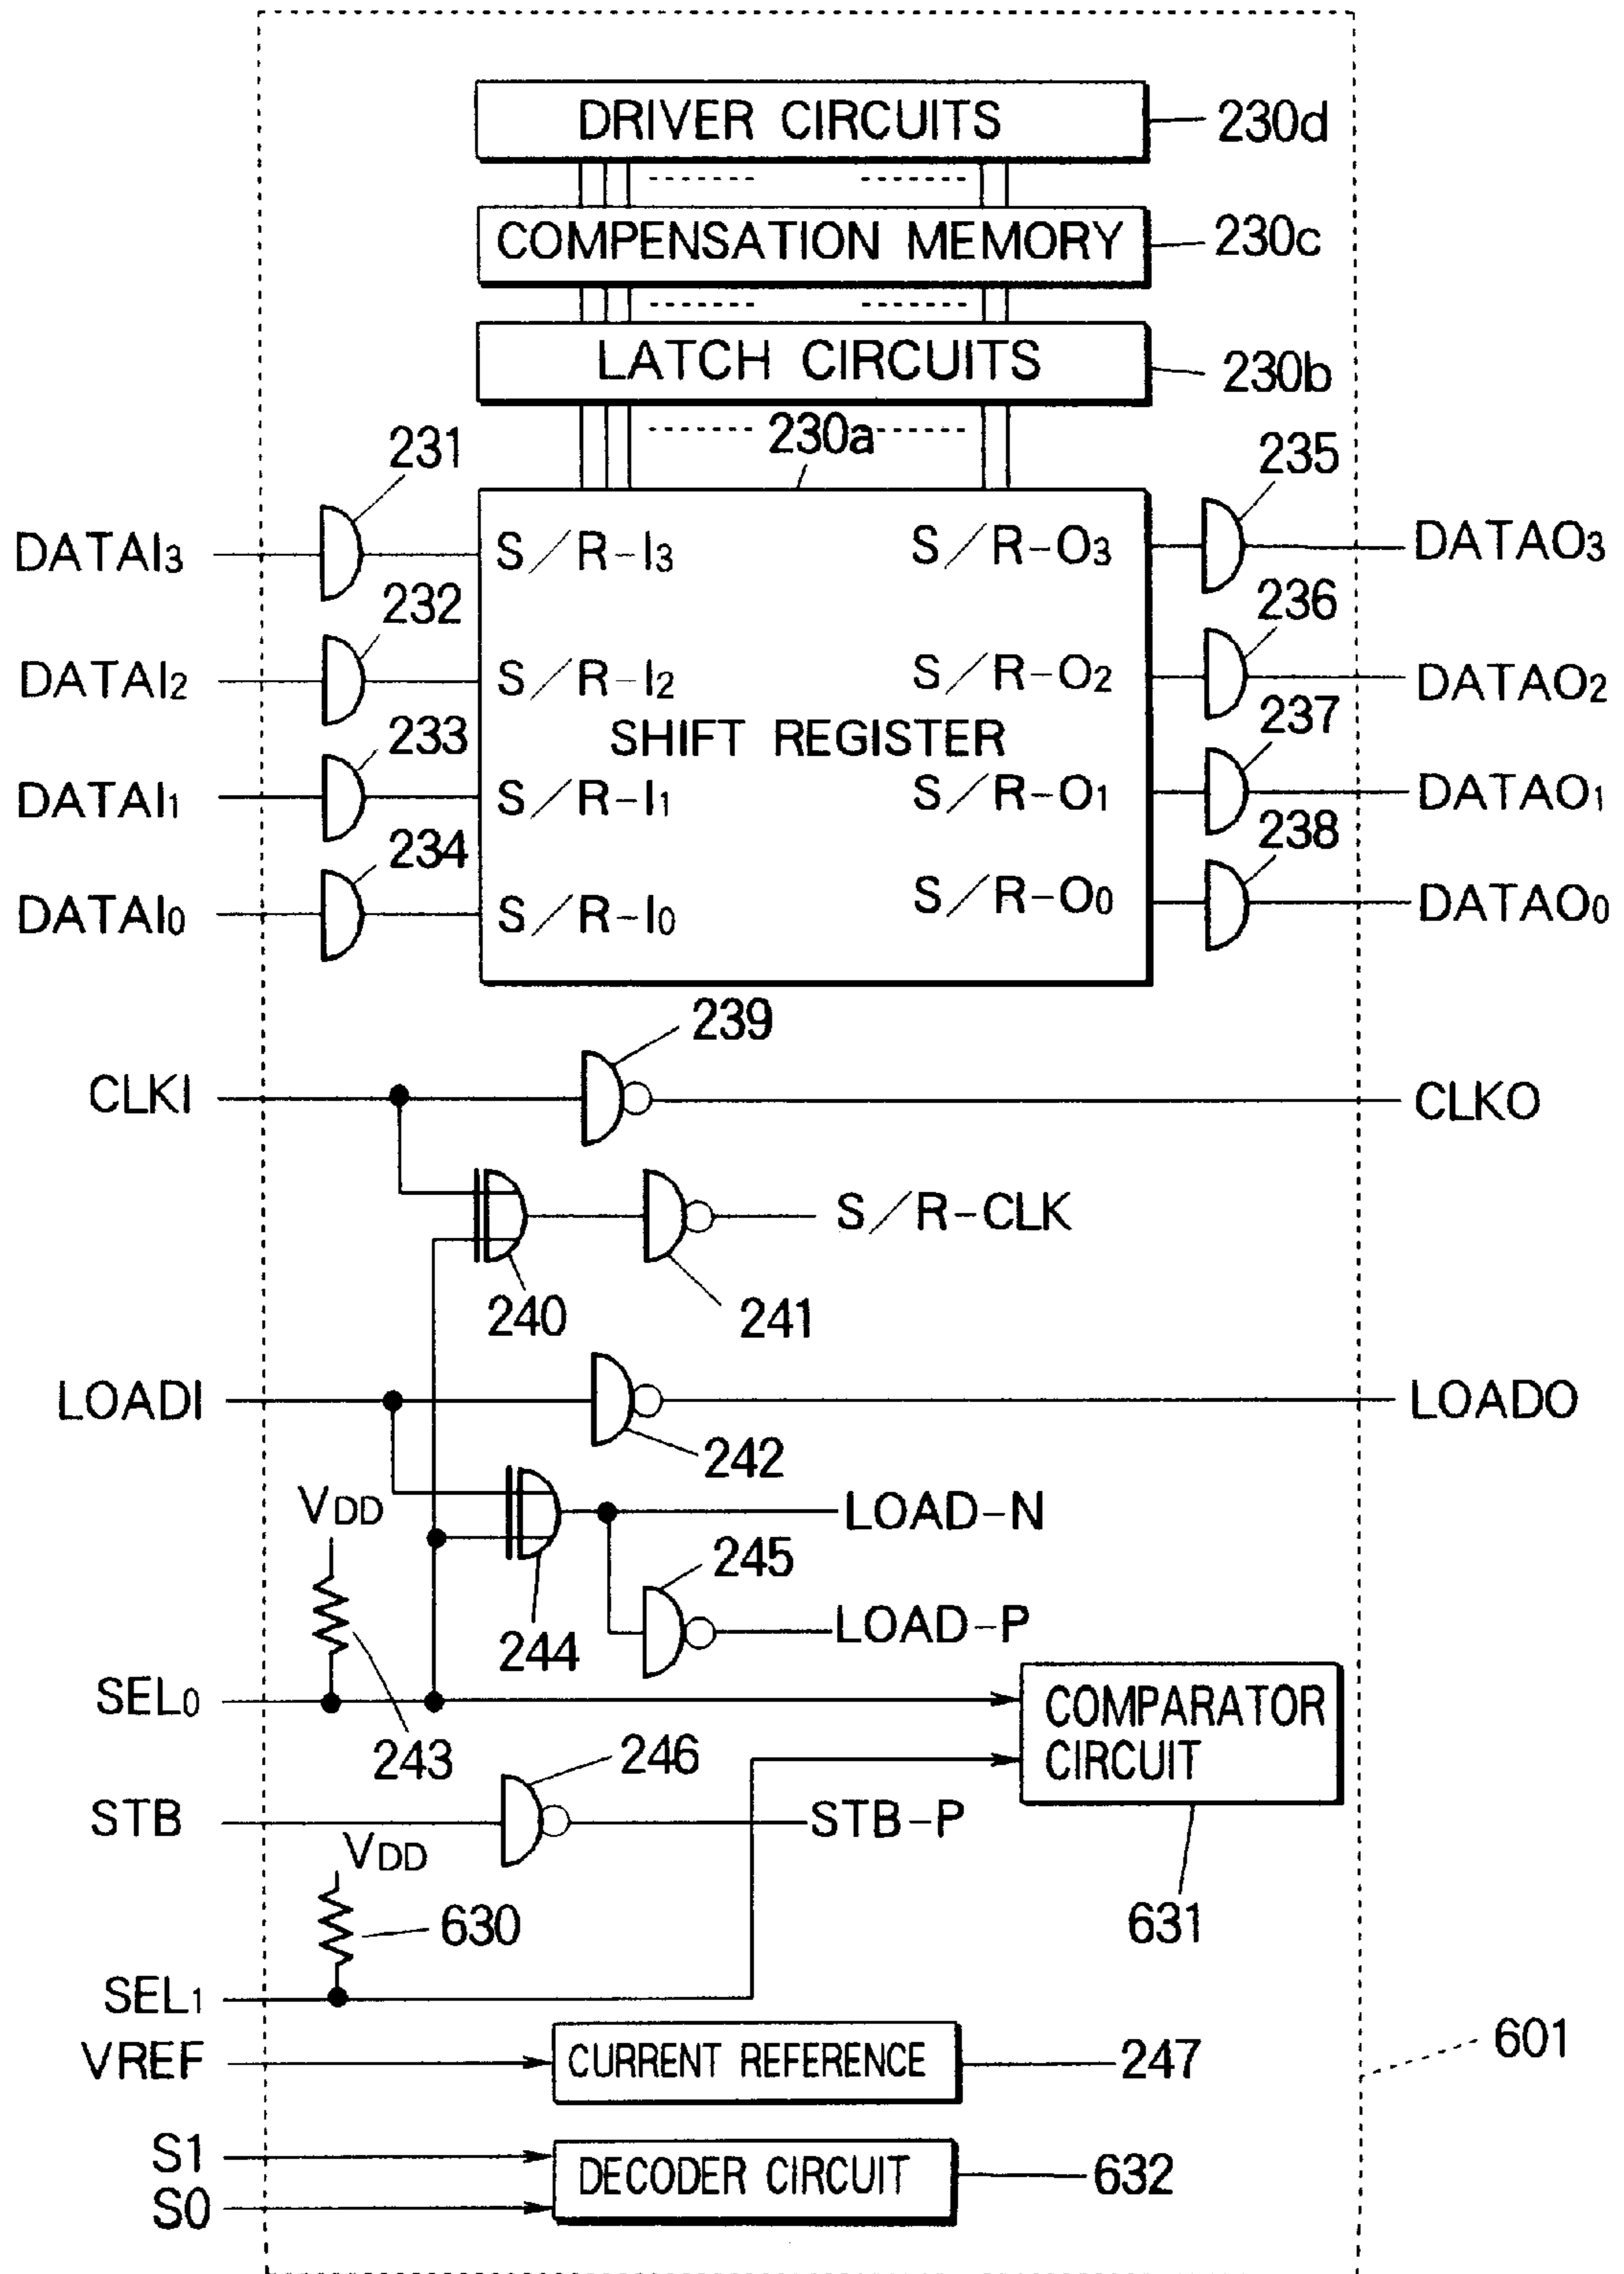 DRIVER CIRCUITS
230d
COMPENSATION MEMORY
230c
LATCH CIRCUITS
230b
230a
231
235
DATAI3
S/R-I3
S/R-O3
DATAO3
232
236
DATAI2
S/R-I2
S/R-O2
DATAO2
233
SHIFT REGISTER
237
DATAI1
S/R-I1
S/R-O1
DATAO1
234
238
DATAI0
S/R-I0
S/R-O0
DATAO0
239
CLKI
CLKO
S/R-CLK
240
241
LOADI
LOADO
242
VDD
LOAD-N
245
244
LOAD-P
SEL0
COMPARATOR
CIRCUIT
243
246
STB
STB-P
VDD
630
631
SEL1
VREF
CURRENT REFERENCE
247
601
S1
DECODER CIRCUIT
632
S0